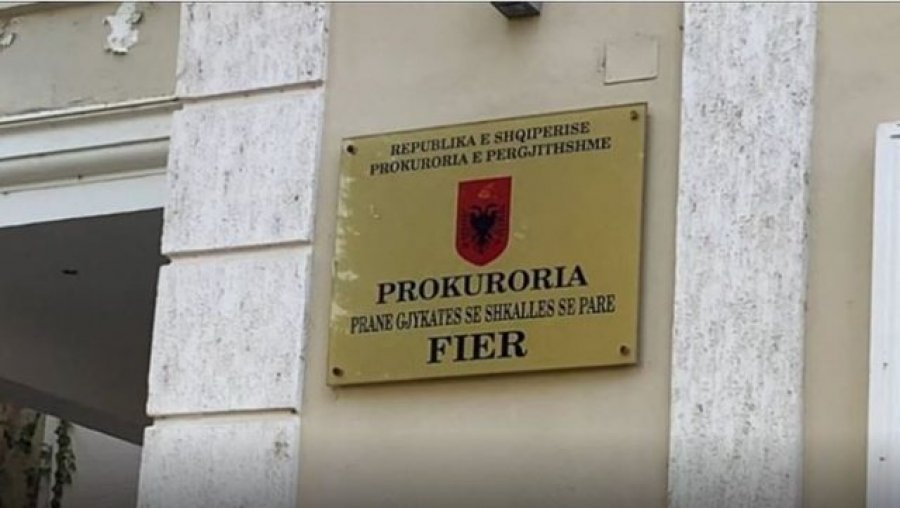 REPUBLIKA E SHQIPERISE
PROKURORIA E PERGJITHSHME
PROKURORIA
PRANE GJYKATES SE SHKALLES SE PARE
FIER